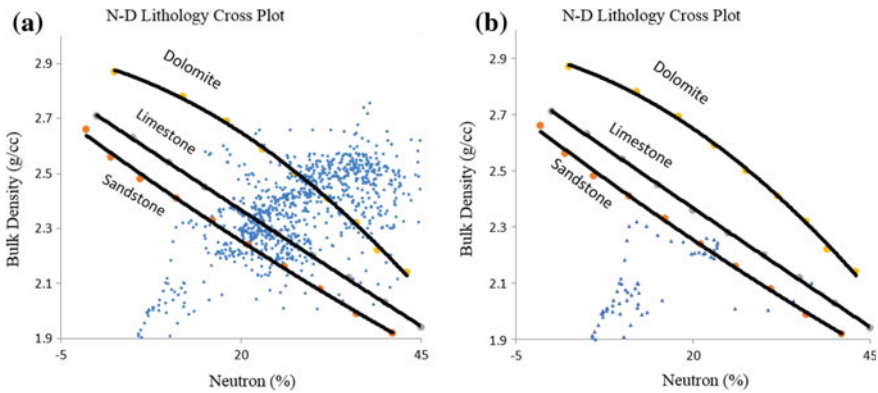 (a)
N-D Lithology Cross Plot
2.9
2.7
2.5
2.3
2.1
1.9
-5
20
45
Bulk Density (g/cc)
Neutron (%)
Dolomite
Limestone
Sandstone
(b)
N-D Lithology Cross Plot
2.9
2.7
2.5
2.3
2.1
1.9
-5
20
45
Bulk Density (g/cc)
Neutron (%)
Dolomite
Limestone
Sandstone